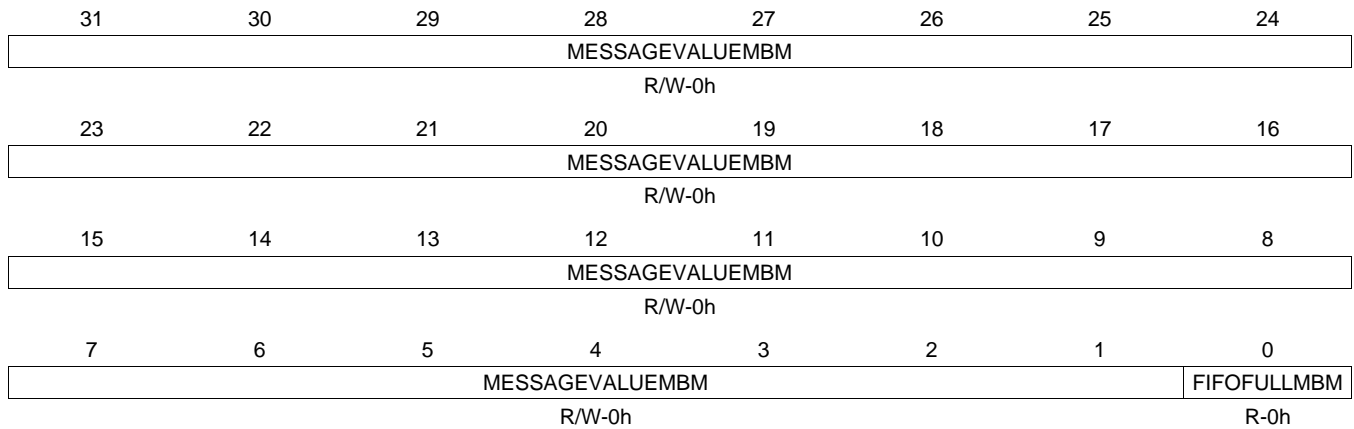 31 30 29 28 27 26 25 24
MESSAGEVALUEMBM
R/W-0h
23 22 21 20 19 18 17 16
MESSAGEVALUEMBM
R/W-0h
15 14 13 12 11 10 9 8
MESSAGEVALUEMBM
R/W-0h
7 6 5 4 3 2 1 0
MESSAGEVALUEMBM FIFOFULLMBM
R/W-0h R-0h